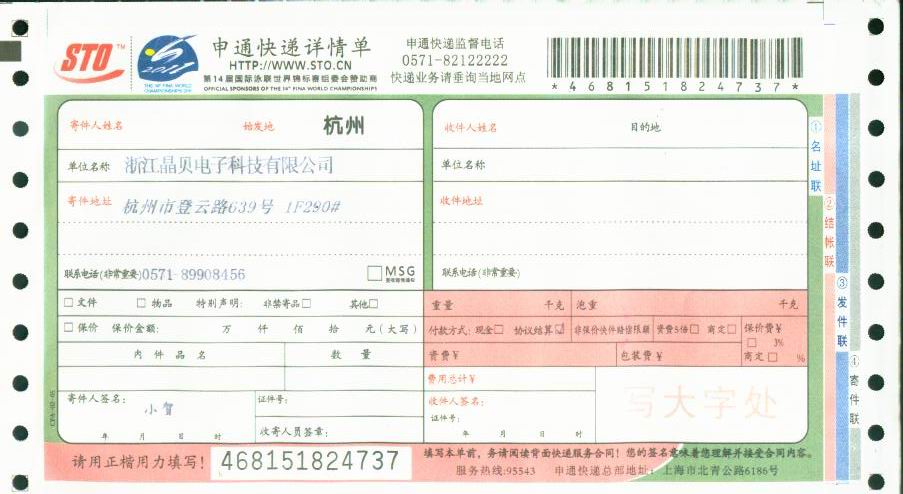 STO™
2011
THE 14TH FINA WORLD
CHAMPIONSHIPS
申通快递详情单
HTTP://WWW.STO.CN
第14届国际泳联世界锦标赛组委会赞助商
OFFICIAL SPONSORS OF THE 14TH FINA WORLD CHAMPIONSHIPS
申通快递监督电话
0571-82122222
快递业务请垂询当地网点
*468151824737*
寄件人姓名 始发地 杭州
单位名称 浙江晶贝电子科技有限公司
寄件地址 杭州市登云路639号 1F290#
联系电话(非常重要)0571-89908456
MSG
收件人姓名 目的地
单位名称
收件地址
联系电话(非常重要)
文件 物品 特别声明: 非禁寄品 其他
保价 保价金额: 万 仟 佰 拾 元(大写)
内件品名 数量
寄件人签名: 小贺
年 月 日 时
证件号:
收寄人员签章:
年 月 日 时
重量 千克 泡重 千克
付款方式: 现金 协议结算 非保价快件赔偿限额 资费5倍 商定 保价费¥
3%
商定 %
资费¥ 包装费¥
费用总计¥
收件人签名:
证件号:
年 月 日 时
写大字处
①名址联
②结帐联
③发件联
④寄件联
请用正楷用力填写!
468151824737
填写本单前,务请阅读背面快递服务合同!您的签名意味着您理解并接受合同内容。
服务热线:95543 申通快递总部地址:上海市北青公路6186号